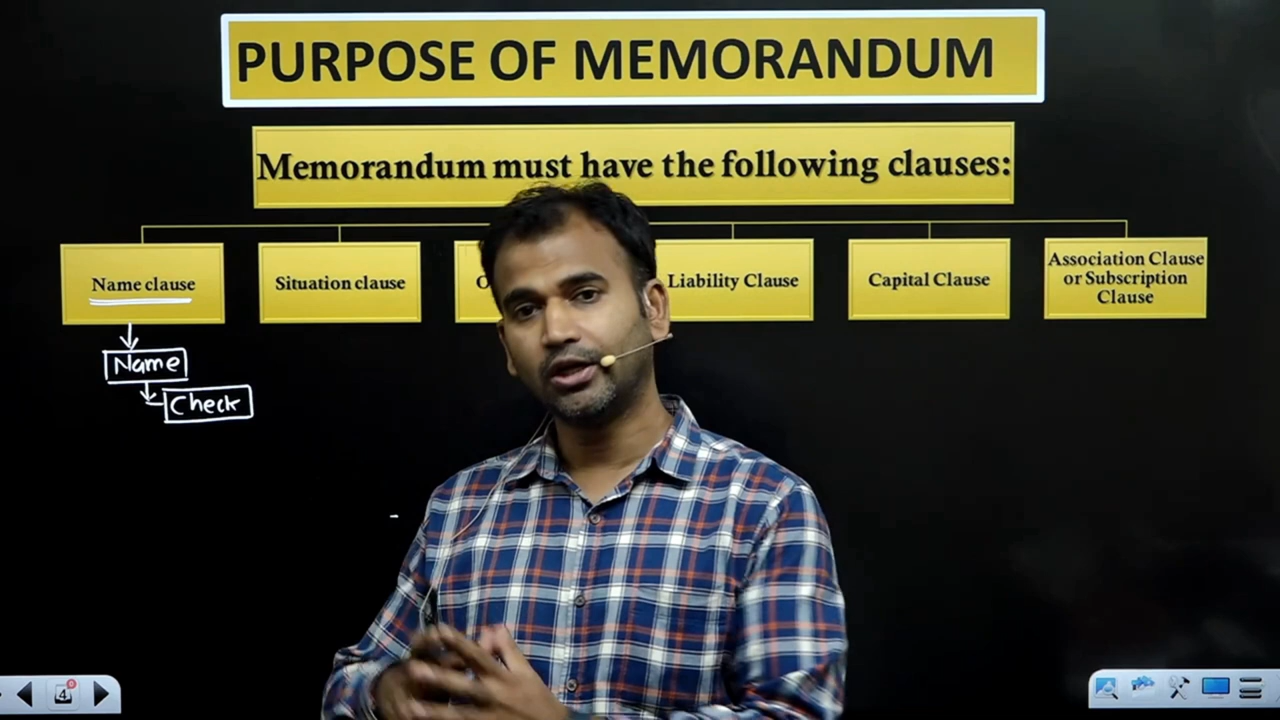 PURPOSE OF MEMORANDUM
Memorandum must have the following clauses:
Name clause
Situation clause
Liability Clause
Capital Clause
Association Clause
or Subscription
Clause
Name
Check
4